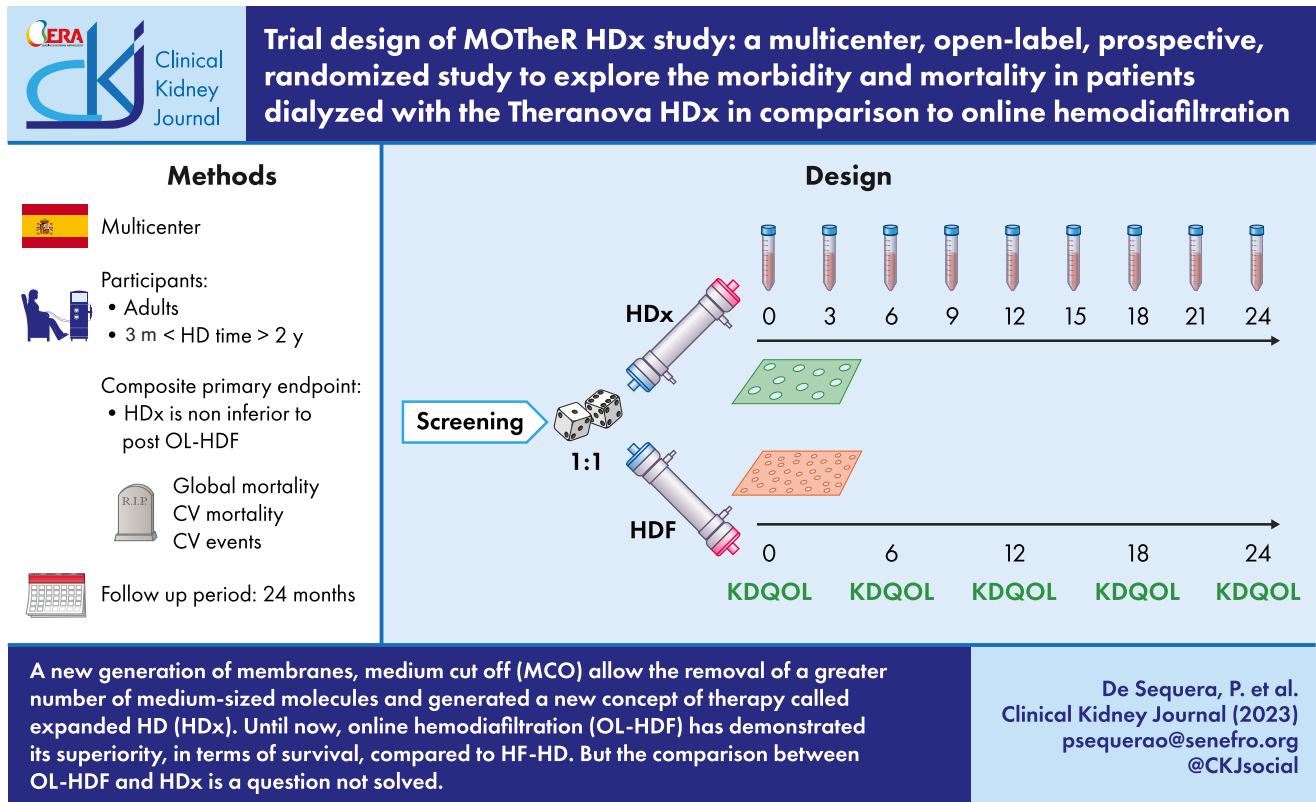 ERA
ckj
Clinical
Kidney
Journal
Trial design of MOTheR HDx study: a multicenter, open-label, prospective,
randomized study to explore the morbidity and mortality in patients
dialyzed with the Theranova HDx in comparison to online hemodiafiltration
Methods
Multicenter
Participants:
• Adults
• 3 m < HD time > 2 y
Composite primary endpoint:
• HDx is non inferior to
post OL-HDF
R.I.P.
Global mortality
CV mortality
CV events
Follow up period: 24 months
Design
Screening
1:1
HDx
0 3 6 9 12 15 18 21 24
HDF
0 6 12 18 24
KDQOL KDQOL KDQOL KDQOL KDQOL
A new generation of membranes, medium cut off (MCO) allow the removal of a greater
number of medium-sized molecules and generated a new concept of therapy called
expanded HD (HDx). Until now, online hemodiafiltration (OL-HDF) has demonstrated
its superiority, in terms of survival, compared to HF-HD. But the comparison between
OL-HDF and HDx is a question not solved.
De Sequera, P. et al.
Clinical Kidney Journal (2023)
psequerao@senefro.org
@CKJsocial